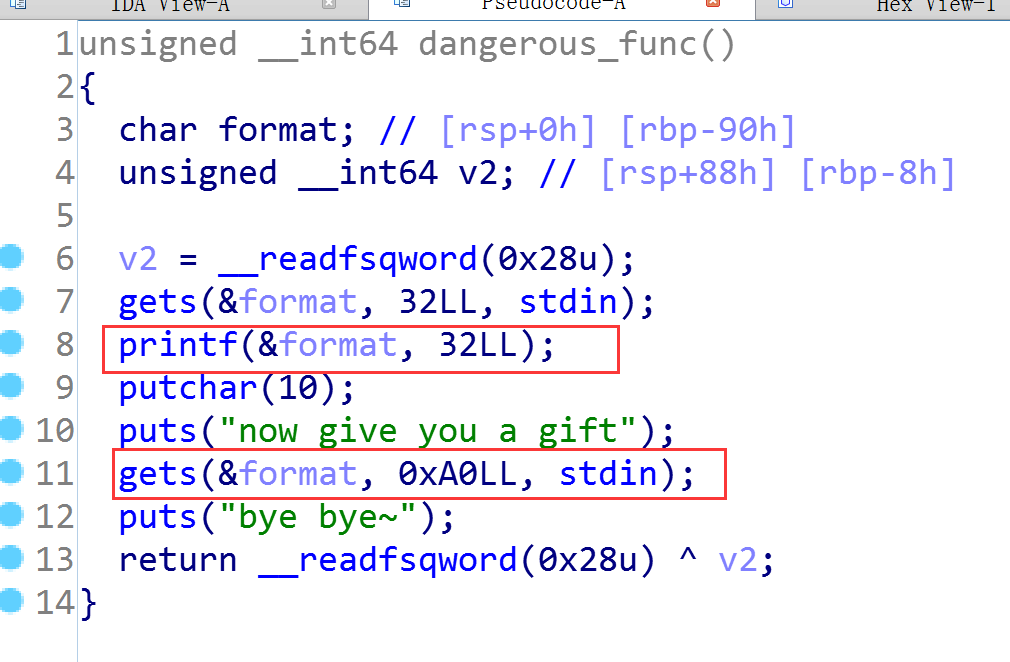 IDA View-A Pseudocode-A Hex View-1
1 unsigned __int64 dangerous_func()
2 {
3 char format; // [rsp+0h] [rbp-90h]
4 unsigned __int64 v2; // [rsp+88h] [rbp-8h]
5
6 v2 = __readfsqword(0x28u);
7 gets(&format, 32LL, stdin);
8 printf(&format, 32LL);
9 putchar(10);
10 puts("now give you a gift");
11 gets(&format, 0xA0LL, stdin);
12 puts("bye bye~");
13 return __readfsqword(0x28u) ^ v2;
14 }